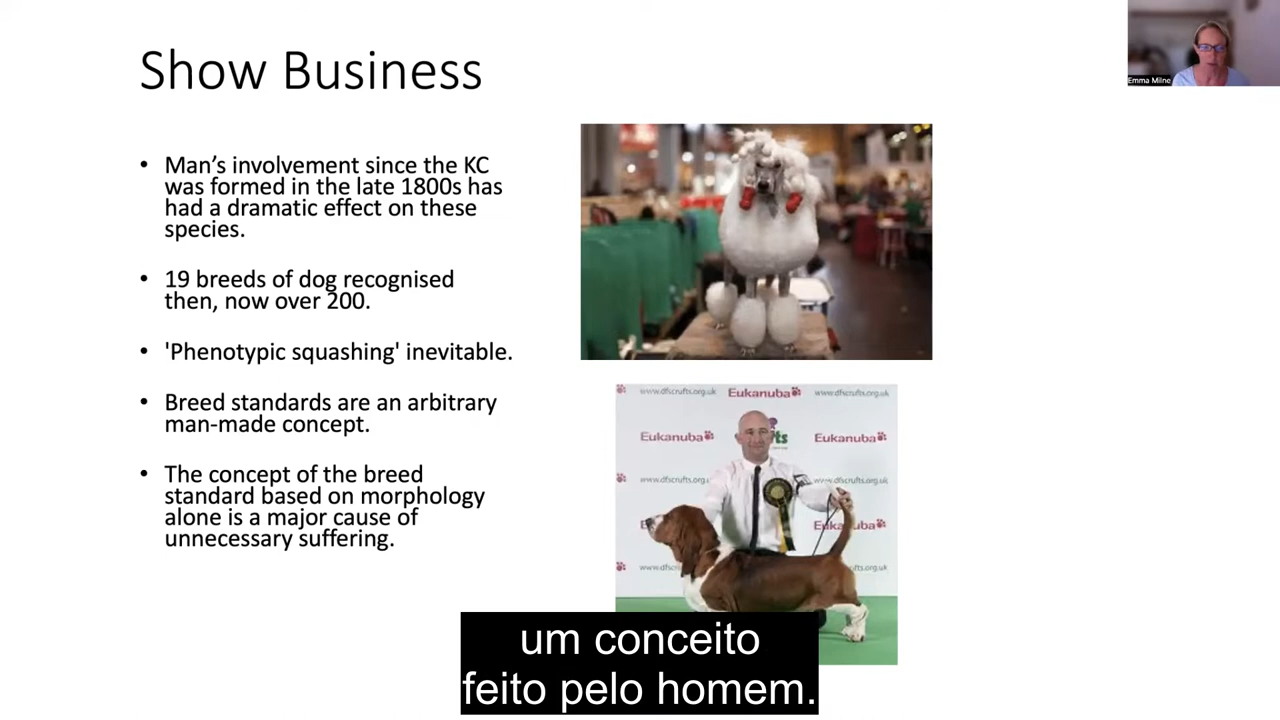 Show Business
Emma Milne
• Man’s involvement since the KC
was formed in the late 1800s has
had a dramatic effect on these
species.
• 19 breeds of dog recognised
then, now over 200.
• 'Phenotypic squashing' inevitable.
• Breed standards are an arbitrary
man-made concept.
• The concept of the breed
standard based on morphology
alone is a major cause of
unnecessary suffering.
www.dfscrufts.org.uk Eukanuba www.dfscrufts.org.uk
Eukanuba Eukanuba
www.dfscrufts.org.uk
www.dfscrufts.org.uk
um conceito
feito pelo homem.